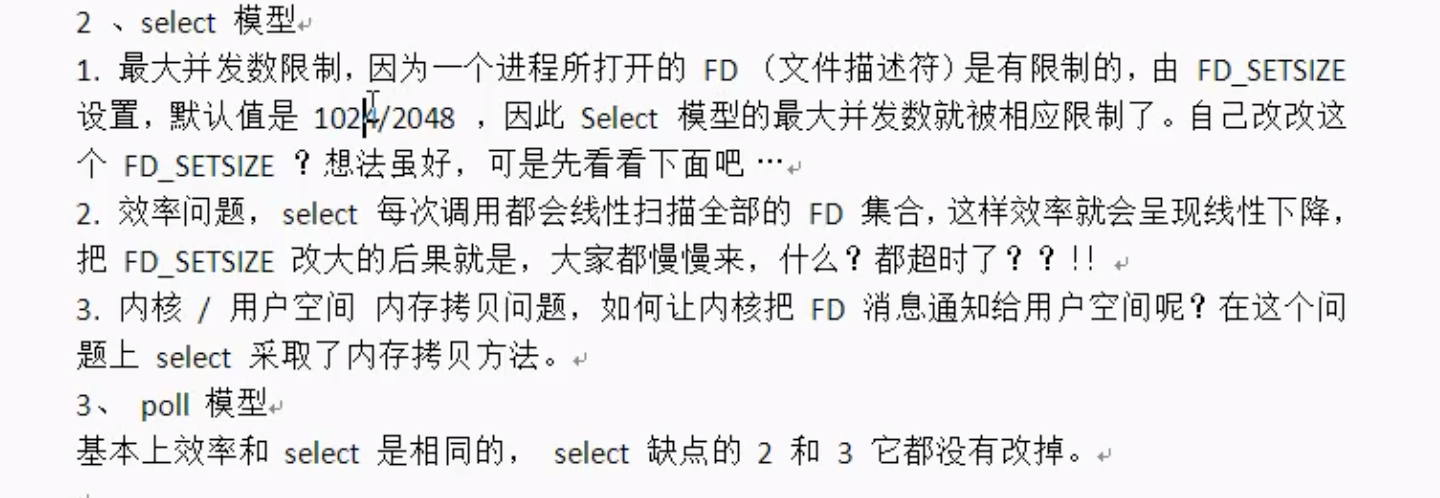 2 、select 模型
1. 最大并发数限制，因为一个进程所打开的 FD （文件描述符）是有限制的，由 FD_SETSIZE
设置，默认值是 1024/2048 ，因此 Select 模型的最大并发数就被相应限制了。自己改改这
个 FD_SETSIZE ？想法虽好，可是先看看下面吧 …
2. 效率问题， select 每次调用都会线性扫描全部的 FD 集合，这样效率就会呈现线性下降，
把 FD_SETSIZE 改大的后果就是，大家都慢慢来，什么？都超时了？？!!
3. 内核 / 用户空间 内存拷贝问题，如何让内核把 FD 消息通知给用户空间呢？在这个问
题上 select 采取了内存拷贝方法。
3、 poll 模型
基本上效率和 select 是相同的， select 缺点的 2 和 3 它都没有改掉。